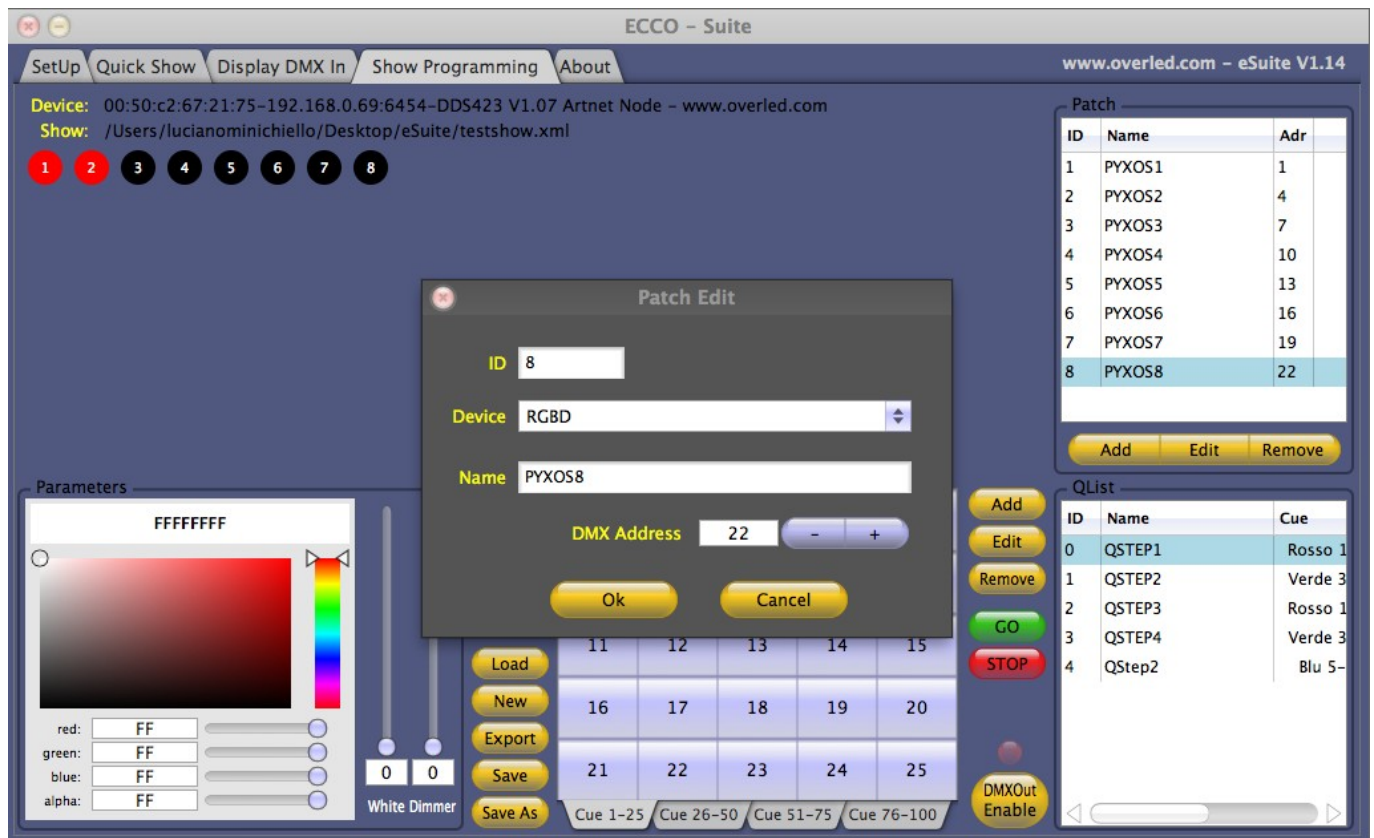 ECCO – Suite
SetUp Quick Show Display DMX In Show Programming About www.overled.com – eSuite V1.14
Device: 00:50:c2:67:21:75-192.168.0.69:6454-DDS423 V1.07 Artnet Node – www.overled.com
Show: /Users/lucianominichiello/Desktop/eSuite/testshow.xml
1 2 3 4 5 6 7 8
Patch
ID Name Adr
1 PYXOS1 1
2 PYXOS2 4
3 PYXOS3 7
4 PYXOS4 10
5 PYXOS5 13
6 PYXOS6 16
7 PYXOS7 19
8 PYXOS8 22
Add Edit Remove
Patch Edit
ID 8
Device RGBD
Name PYXOS8
DMX Address 22 - +
Ok Cancel
Parameters
FFFFFFFF
red: FF
green: FF
blue: FF
alpha: FF
0 0
White Dimmer
Load
New
Export
Save
Save As
11 12 13 14 15
16 17 18 19 20
21 22 23 24 25
Cue 1-25 Cue 26-50 Cue 51-75 Cue 76-100
Add
Edit
Remove
GO
STOP
DMXOut
Enable
QList
ID Name Cue
0 QSTEP1 Rosso 1
1 QSTEP2 Verde 3
2 QSTEP3 Rosso 1
3 QSTEP4 Verde 3
4 QStep2 Blu 5-